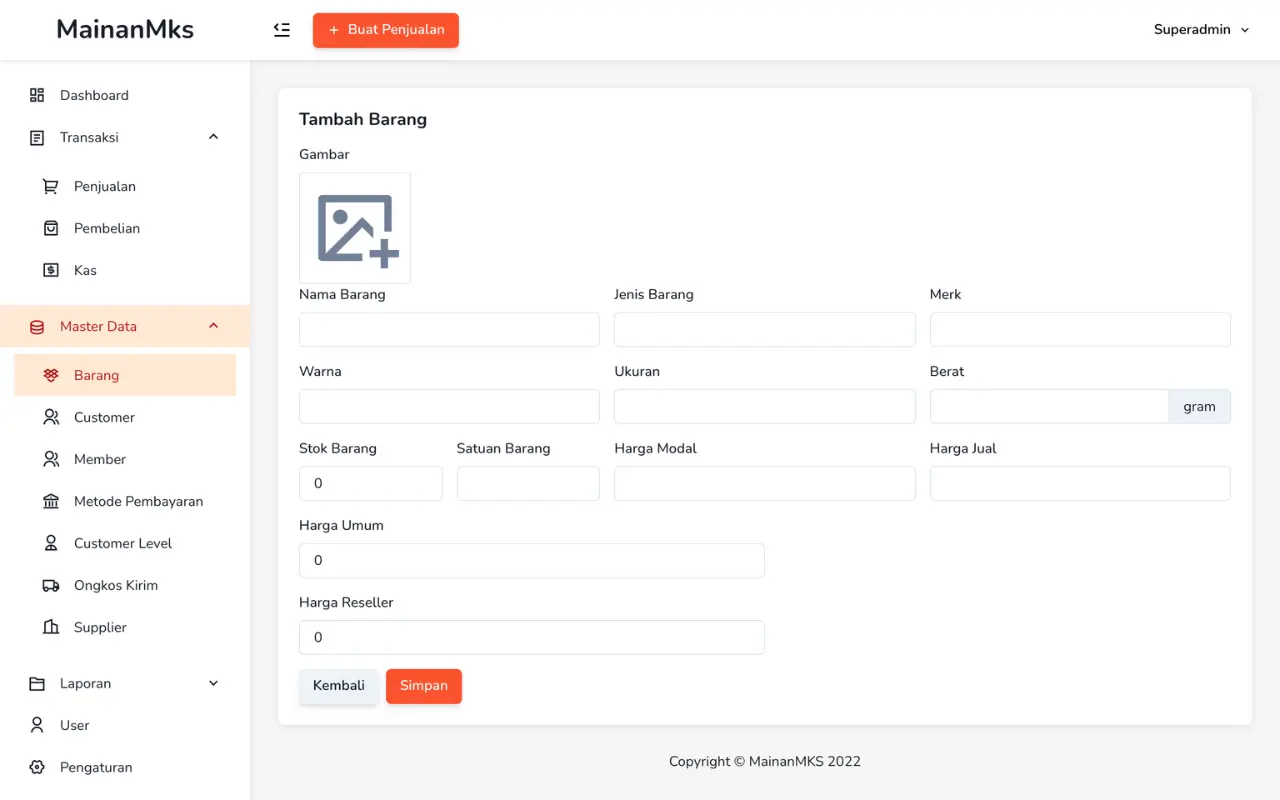 MainanMks
+ Buat Penjualan
Superadmin
Dashboard
Transaksi
Penjualan
Pembelian
Kas
Master Data
Barang
Customer
Member
Metode Pembayaran
Customer Level
Ongkos Kirim
Supplier
Laporan
User
Pengaturan
Tambah Barang
Gambar
Nama Barang
Jenis Barang
Merk
Warna
Ukuran
Berat
gram
Stok Barang
Satuan Barang
Harga Modal
Harga Jual
0
Harga Umum
0
Harga Reseller
0
Kembali
Simpan
Copyright © MainanMKS 2022